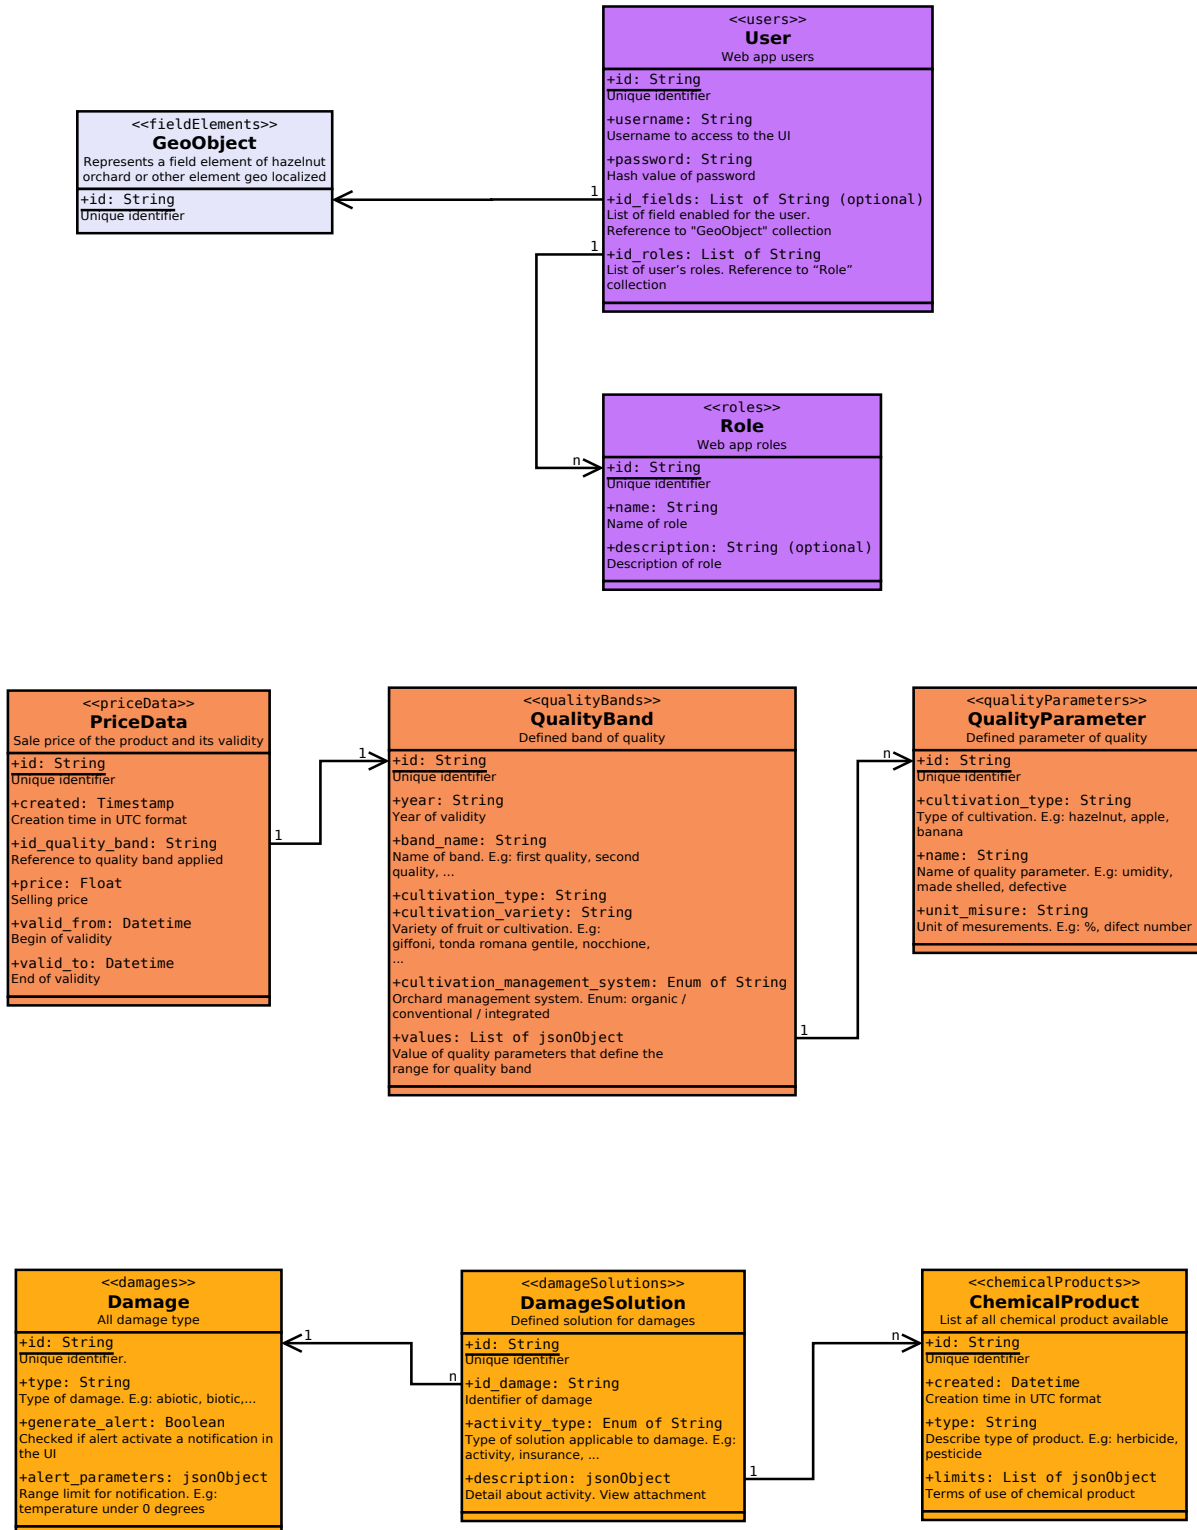 <<users>>
User
Web app users
+id: String
Unique identifier
+username: String
Username to access to the UI
+password: String
Hash value of password
+id_fields: List of String (optional)
List of field enabled for the user.
Reference to "GeoObject" collection
+id_roles: List of String
List of user’s roles. Reference to “Role”
collection
<<fieldElements>>
GeoObject
Represents a field element of hazelnut
orchard or other element geo localized
+id: String
Unique identifier
1
1
n
<<roles>>
Role
Web app roles
+id: String
Unique identifier
+name: String
Name of role
+description: String (optional)
Description of role
<<priceData>>
PriceData
Sale price of the product and its validity
+id: String
Unique identifier
+created: Timestamp
Creation time in UTC format
+id_quality_band: String
Reference to quality band applied
+price: Float
Selling price
+valid_from: Datetime
Begin of validity
+valid_to: Datetime
End of validity
1
1
<<qualityBands>>
QualityBand
Defined band of quality
+id: String
Unique identifier
+year: String
Year of validity
+band_name: String
Name of band. E.g: first quality, second
quality, ...
+cultivation_type: String
+cultivation_variety: String
Variety of fruit or cultivation. E.g:
giffoni, tonda romana gentile, nocchione,
...
+cultivation_management_system: Enum of String
Orchard management system. Enum: organic /
conventional / integrated
+values: List of jsonObject
Value of quality parameters that define the
range for quality band
1
n
<<qualityParameters>>
QualityParameter
Defined parameter of quality
+id: String
Unique identifier
+cultivation_type: String
Type of cultivation. E.g: hazelnut, apple,
banana
+name: String
Name of quality parameter. E.g: umidity,
made shelled, defective
+unit_misure: String
Unit of mesurements. E.g: %, difect number
<<damages>>
Damage
All damage type
+id: String
Unique identifier.
+type: String
Type of damage. E.g: abiotic, biotic,...
+generate_alert: Boolean
Checked if alert activate a notification in
the UI
+alert_parameters: jsonObject
Range limit for notification. E.g:
temperature under 0 degrees
1
n
<<damageSolutions>>
DamageSolution
Defined solution for damages
+id: String
Unique identifier
+id_damage: String
Identifier of damage
+activity_type: Enum of String
Type of solution applicable to damage. E.g:
activity, insurance, ...
+description: jsonObject
Detail about activity. View attachment
1
n
<<chemicalProducts>>
ChemicalProduct
List af all chemical product available
+id: String
Unique identifier
+created: Datetime
Creation time in UTC format
+type: String
Describe type of product. E.g: herbicide,
pesticide
+limits: List of jsonObject
Terms of use of chemical product